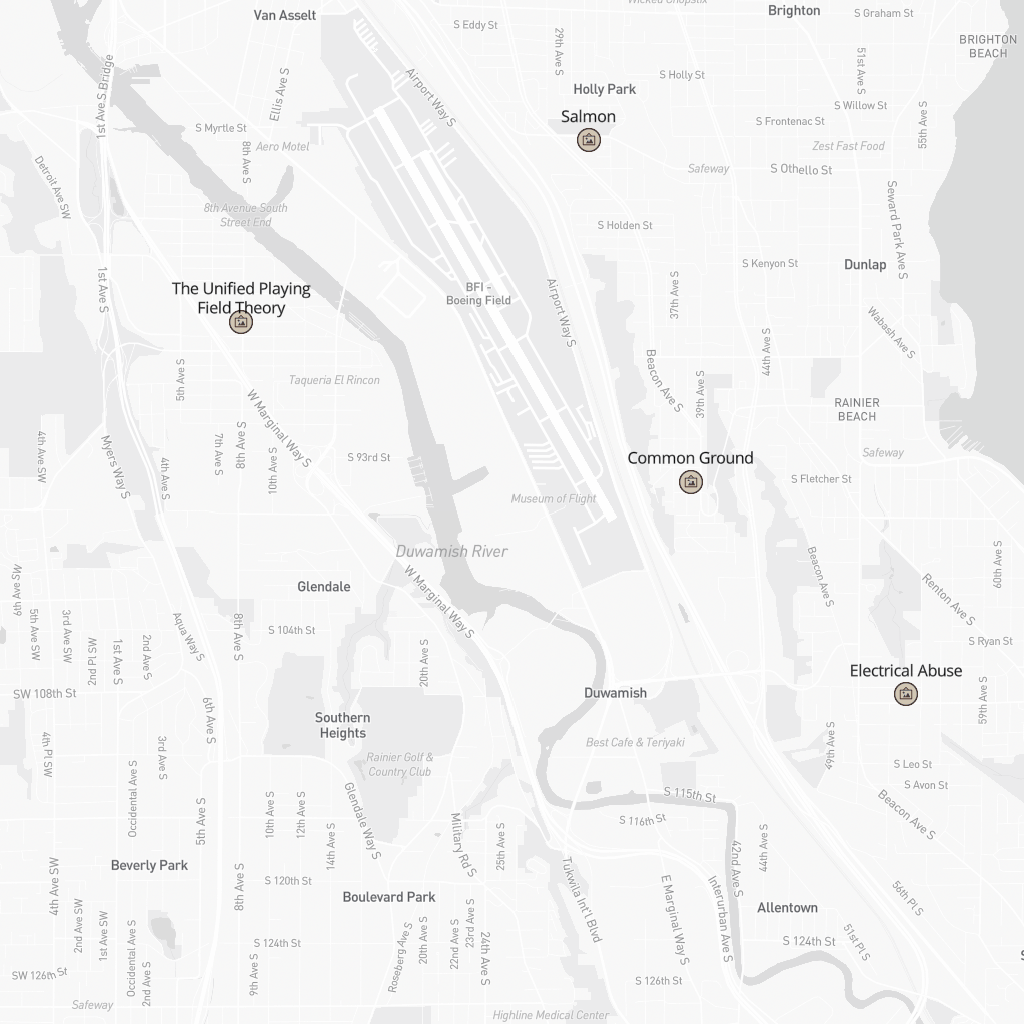 Wicked Chopstix
Van Asselt
Brighton
S Graham St
S Eddy St
29th Ave S
BRIGHTON
BEACH
1st Ave S Bridge
Ellis Ave S
Airport Way S
S Holly St
51st Ave S
Holly Park
S Willow St
55th Ave S
Salmon
S Frontenac St
S Myrtle St
8th Ave S
Aero Motel
Zest Fast Food
Safeway
S Othello St
Detroit Ave SW
8th Avenue South
Street End
Seward Park Ave S
S Holden St
1st Ave S
S Kenyon St
Dunlap
The Unified Playing
Field Theory
BFI -
Boeing Field
37th Ave S
Airport Way S
Wabash Ave S
44th Ave S
5th Ave S
Taqueria El Rincon
Beacon Ave S
39th Ave S
W Marginal Way S
RAINIER
BEACH
4th Ave SW
7th Ave S
8th Ave S
10th Ave S
Myers Way S
4th Ave S
S 93rd St
Common Ground
Safeway
S Fletcher St
Museum of Flight
Duwamish River
60th Ave S
Beacon Ave S
6th Ave SW
W Marginal Way S
Glendale
Renton Ave S
5th Ave SW
3rd Ave SW
2nd Pl SW
1st Ave S
2nd Ave S
Aqua Way S
8th Ave S
S 104th St
20th Ave S
S Ryan St
Electrical Abuse
SW 108th St
6th Ave S
Duwamish
59th Ave S
Southern
Heights
4th Pl SW
3rd Ave S
Best Cafe & Teriyaki
49th Ave S
Rainier Golf &
Country Club
S Leo St
S Avon St
Occidental Ave S
5th Ave S
10th Ave S
12th Ave S
14th Ave S
Glendale Way S
Military Rd S
25th Ave S
S 115th St
S 116th St
Beacon Ave S
42nd Ave S
44th Ave S
Beverly Park
4th Ave SW
8th Ave S
S 120th St
Boulevard Park
Tukwila Int'l Blvd
E Marginal Way S
Interurban Ave S
56th Pl S
Allentown
2nd Ave SW
1st Ave SW
Occidental Ave S
S 124th St
Roseberg Ave S
20th Ave S
22nd Ave S
23rd Ave S
24th Ave S
S 124th St
51st Pl S
SW 126th St
2nd Ave S
9th Ave S
S 126th St
Safeway
Highline Medical Center